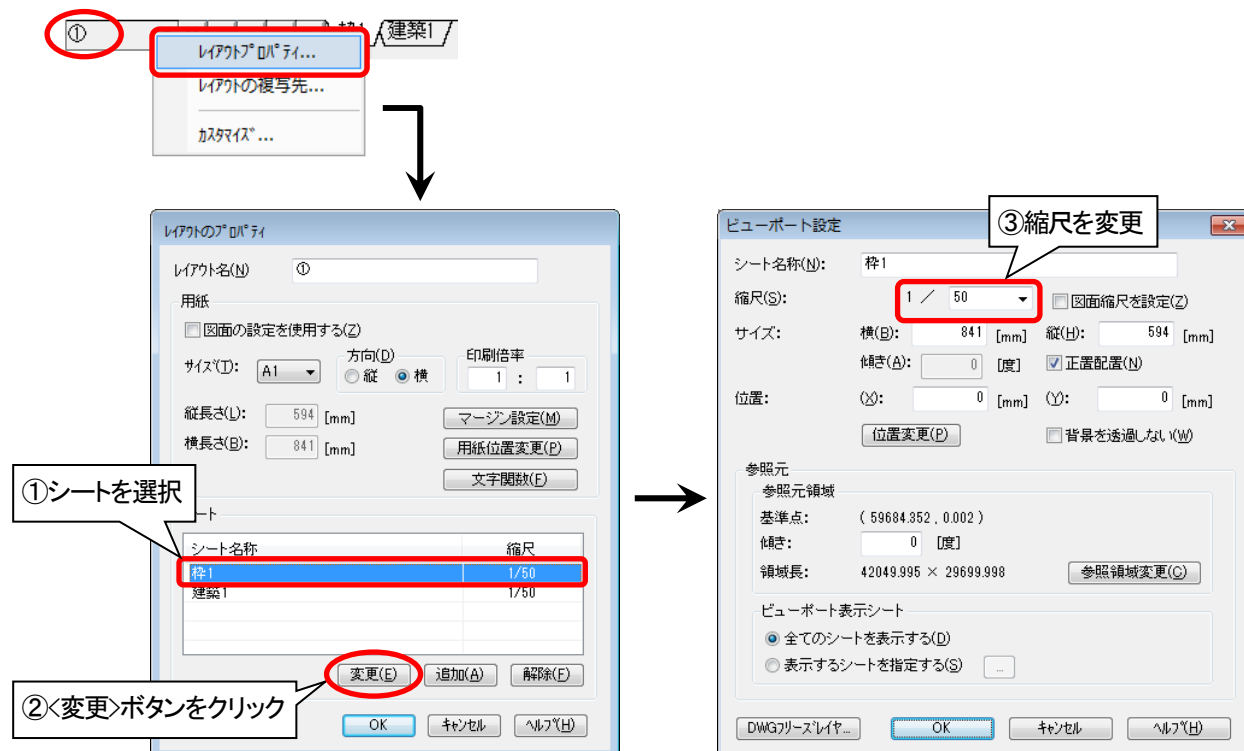 ①
建築1
ﾚｲｱｳﾄﾌﾟﾛﾊﾟﾃｨ...
ﾚｲｱｳﾄの複写先...
ｶｽﾀﾏｲｽﾞ...
ﾚｲｱｳﾄのﾌﾟﾛﾊﾟﾃｨ
ﾚｲｱｳﾄ名(N) ①
用紙
図面の設定を使用する(Z)
ｻｲｽﾞ(T): A1 方向(D) 縦 横 印刷倍率 1 : 1
縦長さ(L): 594 [mm] マージン設定(M)
横長さ(B): 841 [mm] 用紙位置変更(P)
文字関数(F)
①シートを選択
ート
シート名称 縮尺
枠1 1/50
建築1 1/50
変更(E) 追加(A) 解除(F)
②<変更>ボタンをクリック
OK ｷｬﾝｾﾙ ﾍﾙﾌﾟ(H)
③縮尺を変更
ビューポート設定
シート名称(N): 枠1
縮尺(S): 1 ／ 50 図面縮尺を設定(Z)
サイズ: 横(B): 841 [mm] 縦(H): 594 [mm]
傾き(A): 0 [度] 正置配置(N)
位置: (X): 0 [mm] (Y): 0 [mm]
位置変更(P) 背景を透過しない(W)
参照元
参照元領域
基準点: ( 59684.352 , 0.002 )
傾き: 0 [度]
領域長: 42049.995 × 29699.998 参照領域変更(C)
ビューポート表示シート
全てのシートを表示する(D)
表示するシートを指定する(S) ...
DWGﾌﾘｰｽﾞﾚｲﾔ... OK ｷｬﾝｾﾙ ﾍﾙﾌﾟ(H)